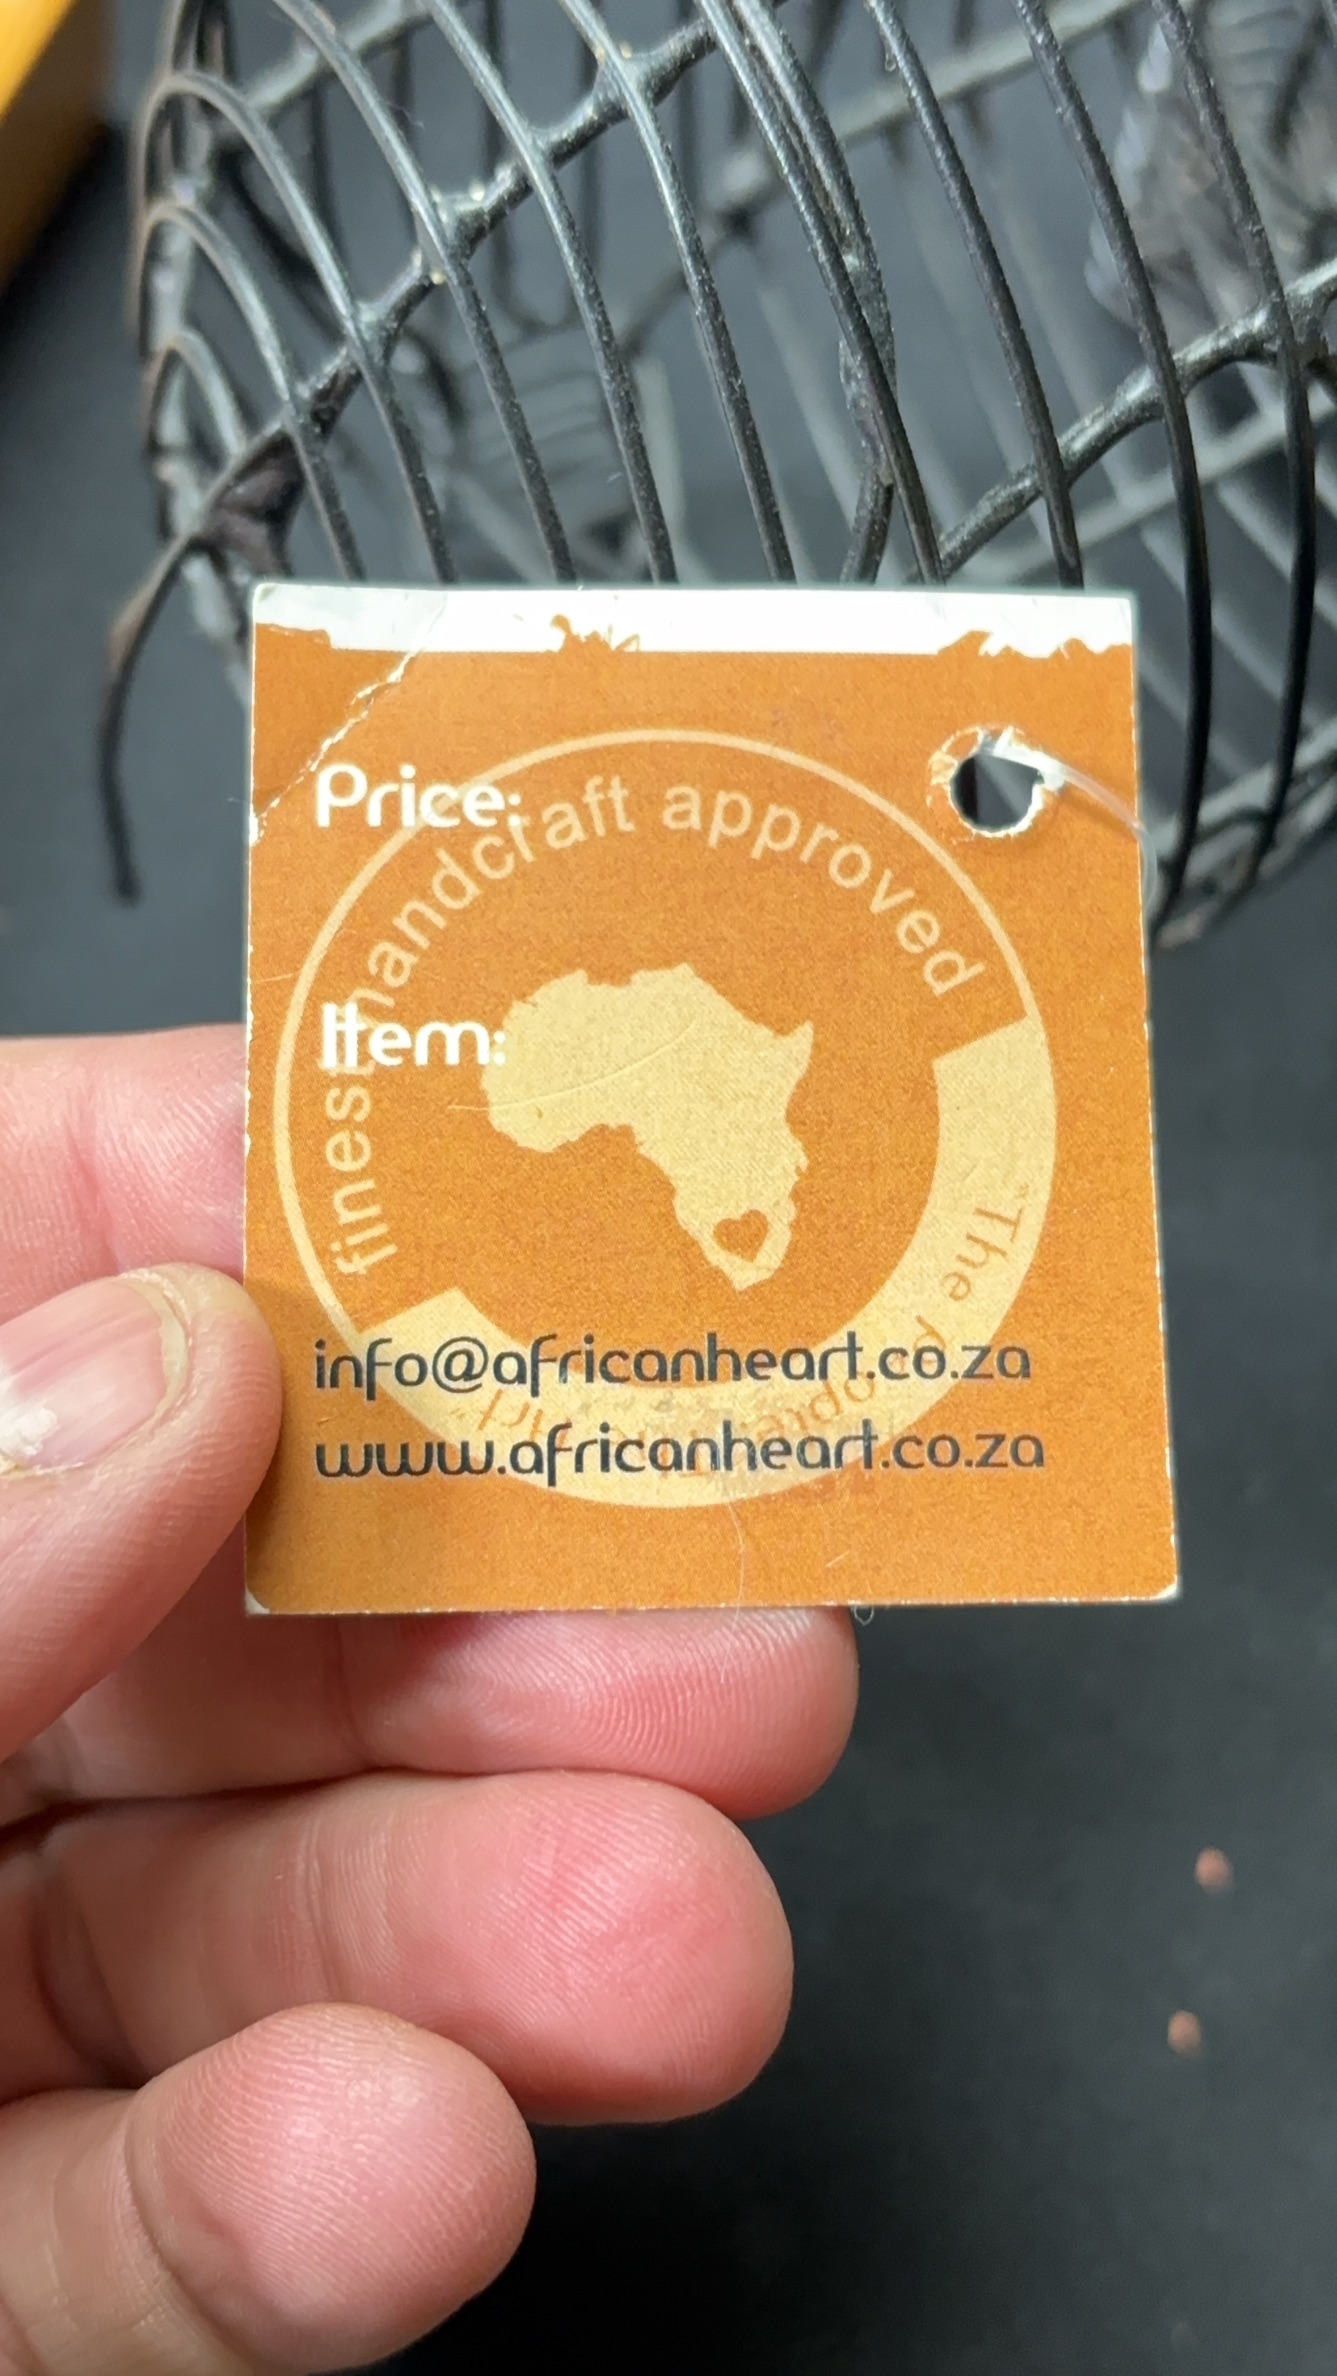 Price:
finest handcraft approved
Item:
"The
info@africanheart.co.za
www.africanheart.co.za